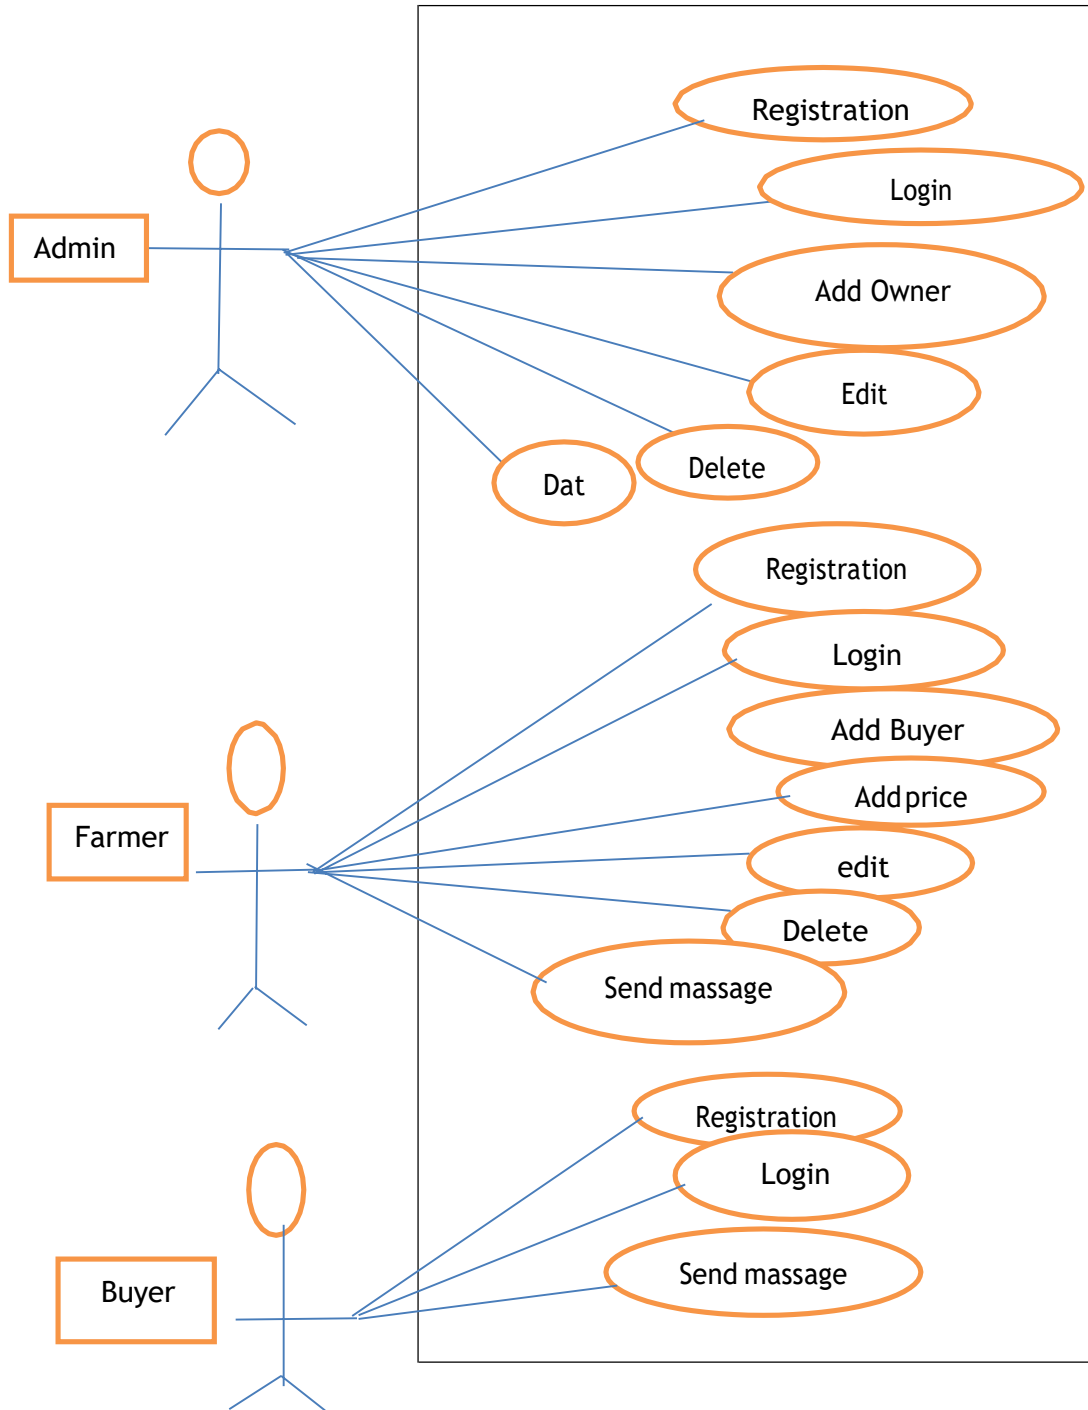 Registration
Login
Admin
Add Owner
Edit
Delete
Dat
Registration
Login
Add Buyer
Add price
Farmer
edit
Delete
Send massage
Registration
Login
Send massage
Buyer